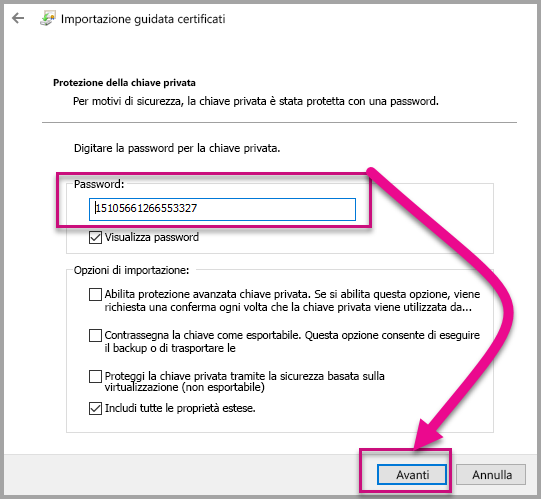 Importazione guidata certificati
Protezione della chiave privata
Per motivi di sicurezza, la chiave privata è stata protetta con una password.
Digitare la password per la chiave privata.
Password:
15105661266553327
Visualizza password
Opzioni di importazione:
Abilita protezione avanzata chiave privata. Se si abilita questa opzione, viene
richiesta una conferma ogni volta che la chiave privata viene utilizzata da...
Contrassegna la chiave come esportabile. Questa opzione consente di eseguire
il backup o di trasportare le
Proteggi la chiave privata tramite la sicurezza basata sulla
virtualizzazione (non esportabile)
Includi tutte le proprietà estese.
Avanti
Annulla